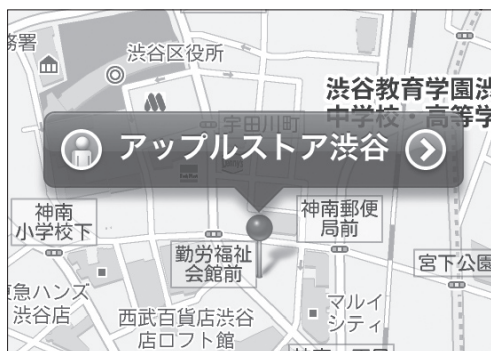 務署
渋谷区役所
渋谷教育学園渋
中学校・高等学
宇田川町
アップルストア渋谷
神南
小学校下
神南郵便
局前
勤労福祉
会館前
宮下公園
東急ハンズ
渋谷店
西武百貨店渋谷
店ロフト館
マルイ
シティ